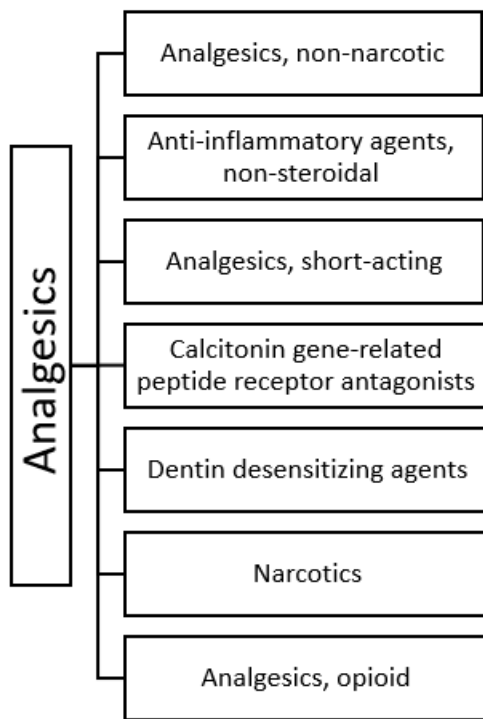 Analgesics
Analgesics, non-narcotic
Anti-inflammatory agents,
non-steroidal
Analgesics, short-acting
Calcitonin gene-related
peptide receptor antagonists
Dentin desensitizing agents
Narcotics
Analgesics, opioid